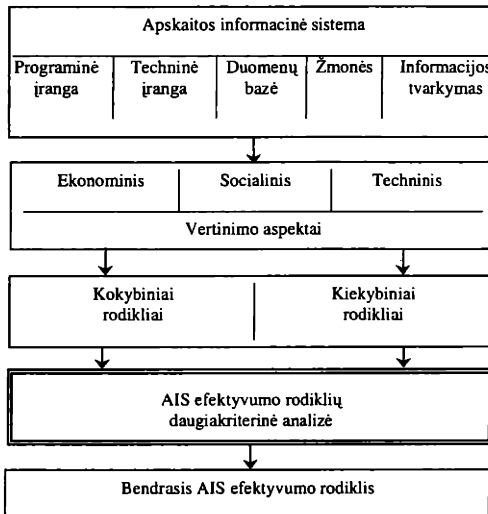 Apskaitos informacinė sistema
Programinė įranga
Techninė įranga
Duomenų bazė
Žmonės
Informacijos tvarkymas
Ekonominis
Socialinis
Techninis
Vertinimo aspektai
Kokybiniai
rodikliai
Kiekybiniai
rodikliai
AIS efektyvumo rodiklių
daugiakriterinė analizė
Bendrasis AIS efektyvumo rodiklis